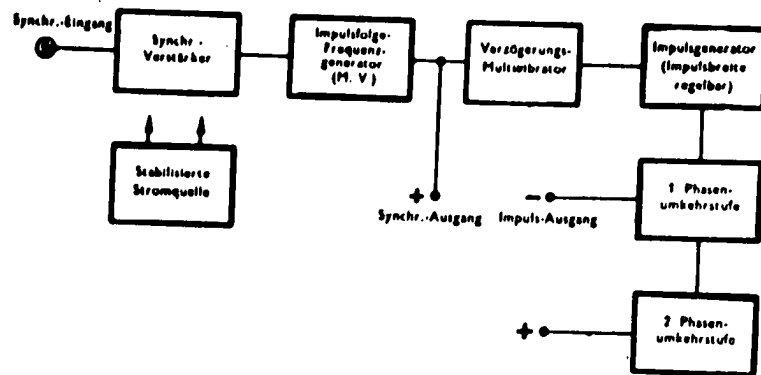 Synchr.-Eingang
Synchr.-
Verstärker
Impulsfolge-
Frequenz-
generator
(M. V.)
Verzögerungs-
Multivibrator
Impulsgenerator
(Impulsbreite
regelbar)
Stabilisierte
Stromquelle
+
Synchr.-Ausgang
-
Impuls-Ausgang
1 Phasen-
umkehrstufe
+
2 Phasen-
umkehrstufe